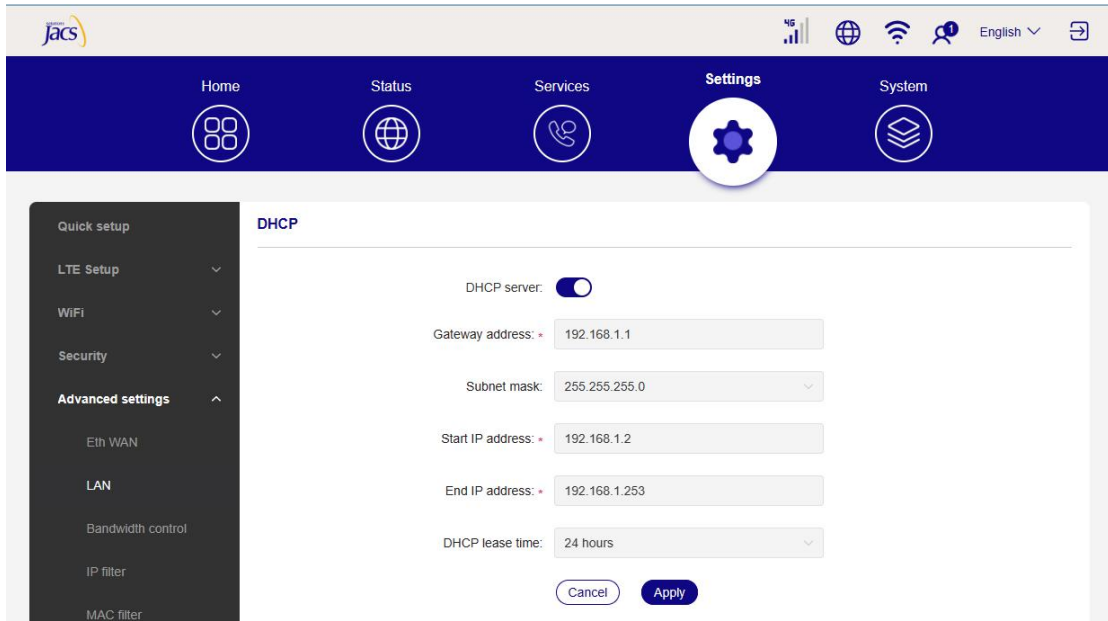 solutions
jacs
4G
1
English
Home
Status
Services
Settings
System
Quick setup
LTE Setup
WiFi
Security
Advanced settings
Eth WAN
LAN
Bandwidth control
IP filter
MAC filter
DHCP
DHCP server:
Gateway address: * 192.168.1.1
Subnet mask: 255.255.255.0
Start IP address: * 192.168.1.2
End IP address: * 192.168.1.253
DHCP lease time: 24 hours
Cancel Apply